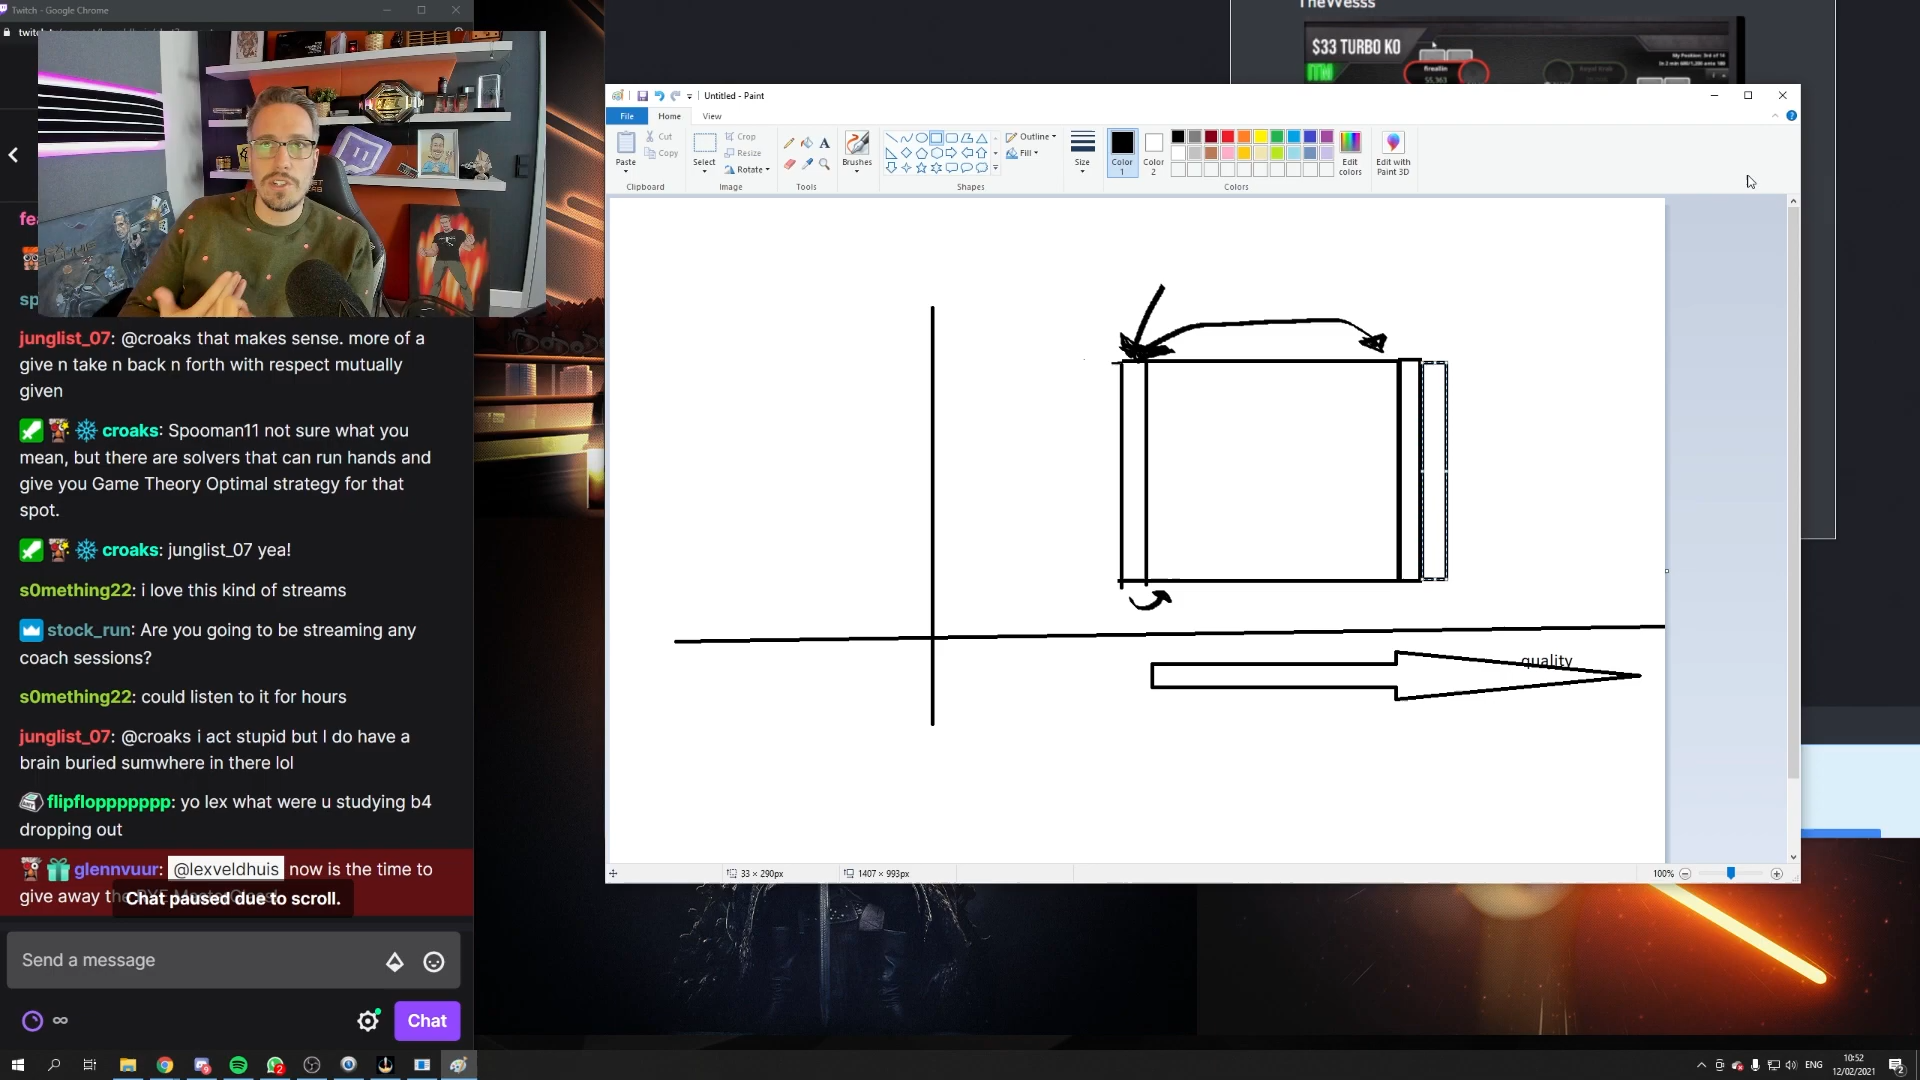 Twitch - Google Chrome
twitc
fea
sp
junglist_07: @croaks that makes sense. more of a
give n take n back n forth with respect mutually
given
croaks: Spooman11 not sure what you
mean, but there are solvers that can run hands and
give you Game Theory Optimal strategy for that
spot.
croaks: junglist_07 yea!
s0mething22: i love this kind of streams
stock_run: Are you going to be streaming any
coach sessions?
s0mething22: could listen to it for hours
junglist_07: @croaks i act stupid but I do have a
brain buried sumwhere in there lol
flipflopppppp: yo lex what were u studying b4
dropping out
glennvuur: @lexveldhuis now is the time to
give away th
Chat paused due to scroll.
Send a message
∞
Chat
TheWesss
$33 TURBO KO
ITM
fireallin
55,363
Untitled - Paint
File
Home
View
Paste
Cut
Copy
Clipboard
Select
Crop
Resize
Rotate
Image
Tools
Brushes
Shapes
Outline
Fill
Size
Color
1
Color
2
Edit
colors
Colors
Edit with
Paint 3D
quality
33 × 290px
1407 × 993px
100%
ENG
10:52
12/02/2021